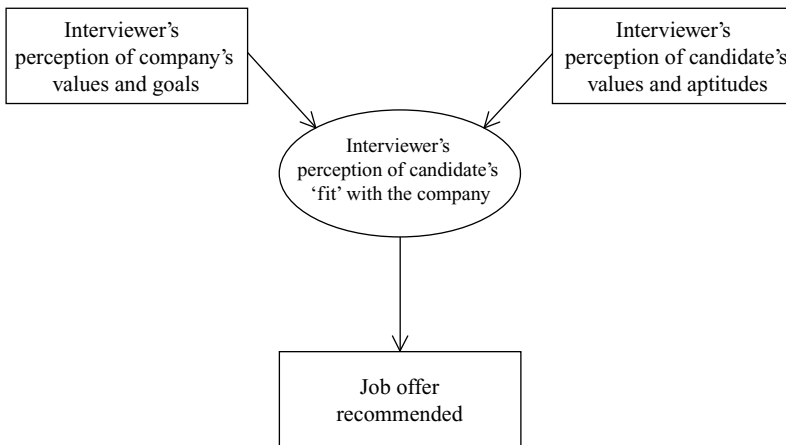 Interviewer’s
perception of company’s
values and goals
Interviewer’s
perception of candidate’s
values and aptitudes
Interviewer’s
perception of candidate’s
‘fit’ with the company
Job offer
recommended